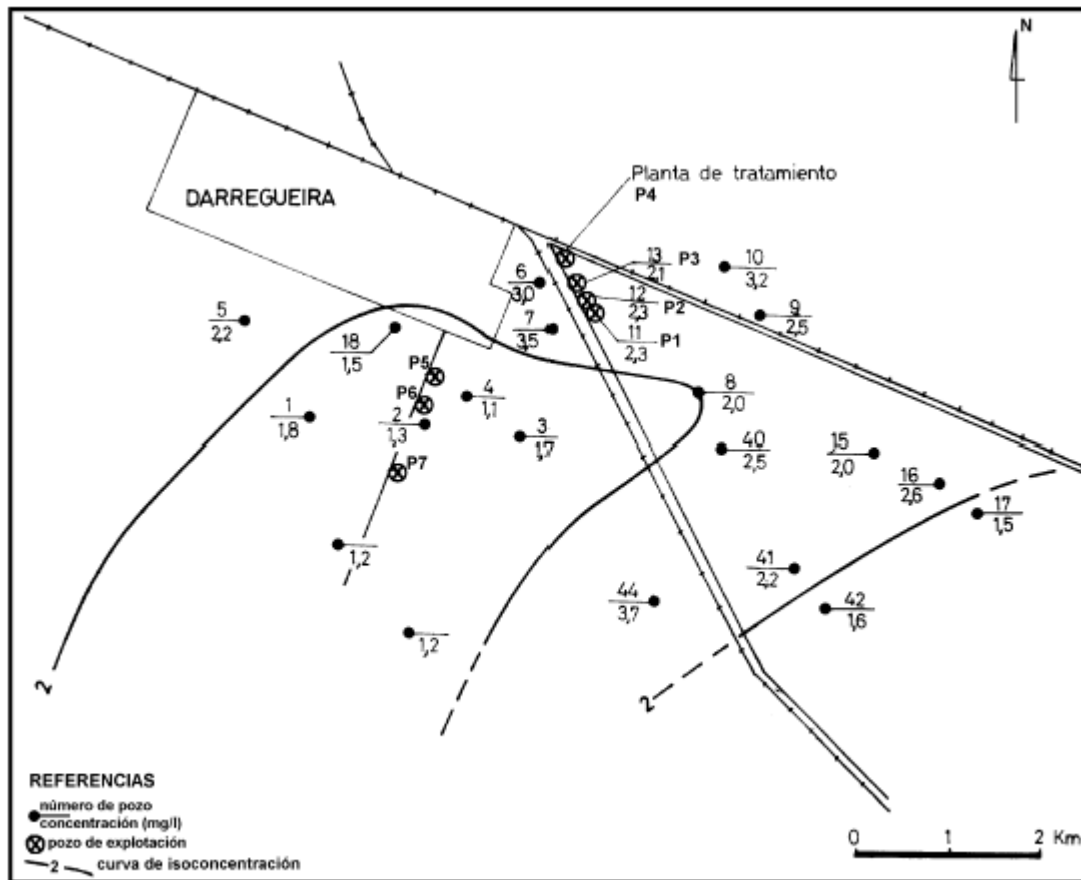 N
Planta de tratamiento
P4
DARREGUEIRA
13 P3
2,1
10
3,2
6
3,0
12 P2
2,3
5
2,2
7
3,5
11 P1
2,3
9
2,5
18
1,5
P5
P6
4
1,1
8
2,0
1
1,8
2
1,3
3
1,7
40
2,5
15
2,0
P7
16
2,6
17
1,5
1,2
41
2,2
44
3,7
42
1,6
1,2
2
2
REFERENCIAS
número de pozo
concentración (mg/l)
pozo de explotación
2 curva de isoconcentración
0 1 2 Km